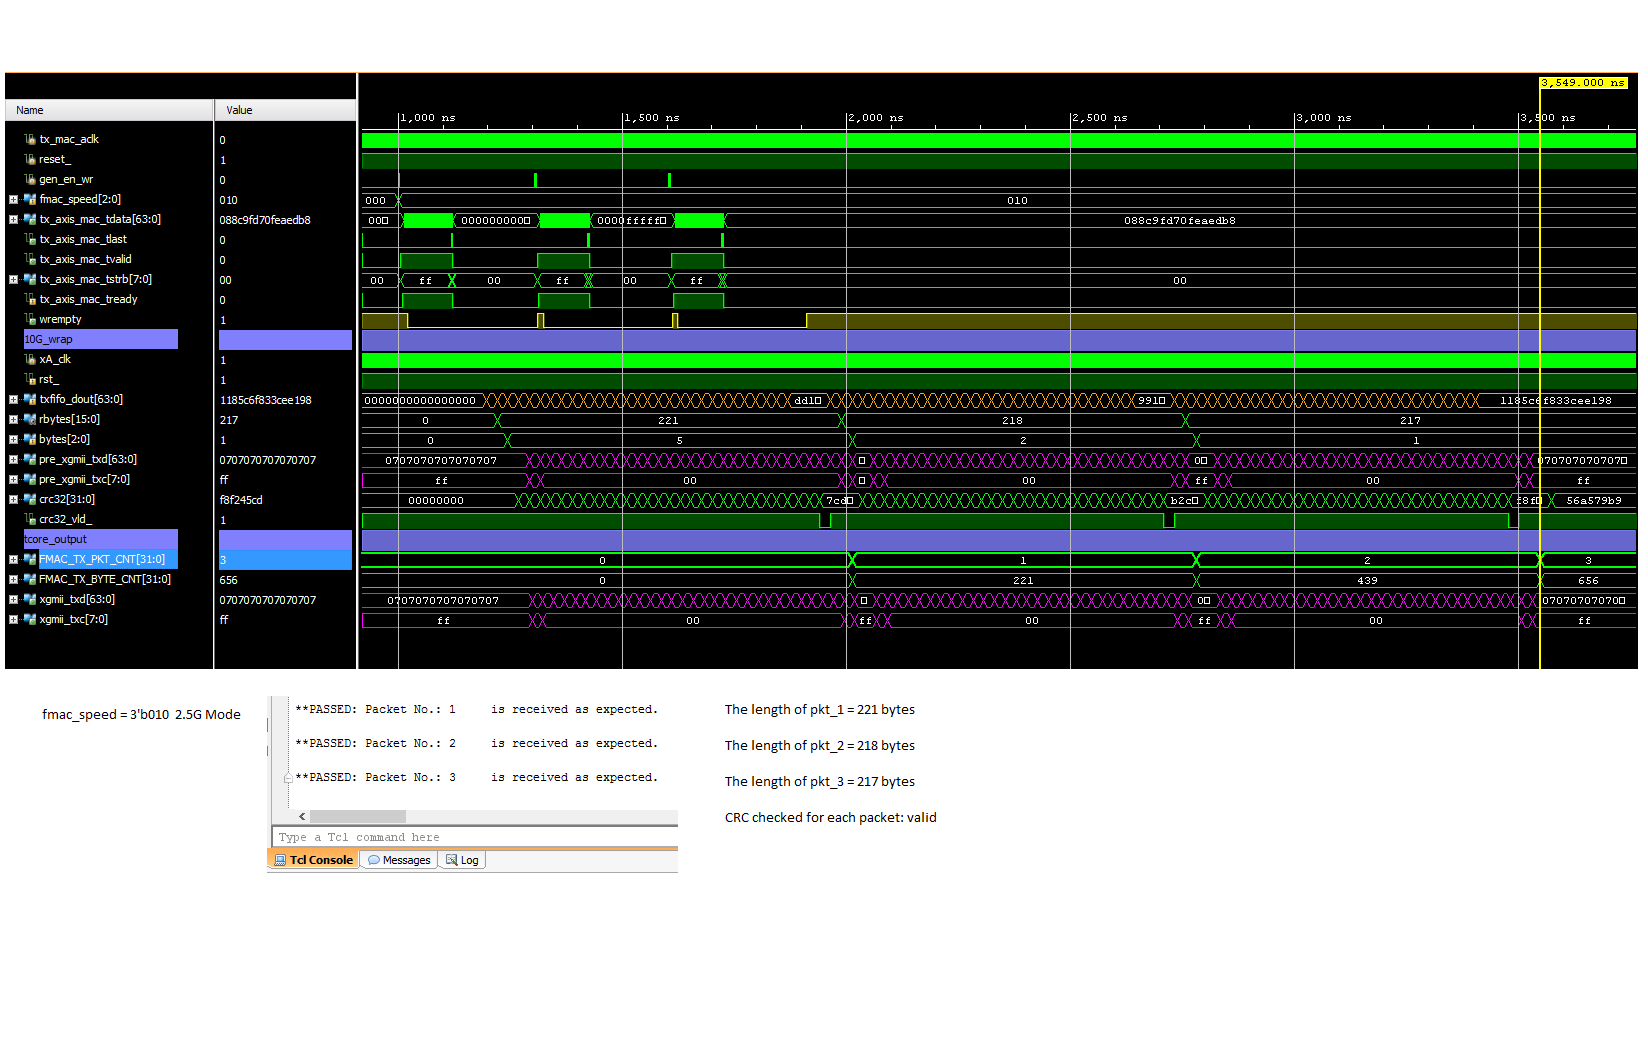 3,549.000 ns
Name Value
1,000 ns 1,500 ns 2,000 ns 2,500 ns 3,000 ns 3,500 ns
tx_mac_aclk 0
reset_ 1
gen_en_wr 0
fmac_speed[2:0] 010 000 010
tx_axis_mac_tdata[63:0] 088c9fd70feaedb8 00 000000000 0000fffff 088c9fd70feaedb8
tx_axis_mac_tlast 0
tx_axis_mac_tvalid 0
tx_axis_mac_tstrb[7:0] 00 00 ff 00 ff 00 ff 00
tx_axis_mac_tready 0
wrempty 1
10G_wrap
xA_clk 1
rst_ 1
txfifo_dout[63:0] 1185c6f833cee198 0000000000000000 dd1 991 1185c6f833cee198
rbytes[15:0] 217 0 221 218 217
bytes[2:0] 1 0 5 2 1
pre_xgmii_txd[63:0] 0707070707070707 0707070707070707 0 070707070707
pre_xgmii_txc[7:0] ff ff 00 00 ff 00 ff
crc32[31:0] f8f245cd 00000000 7cd b2c f8f 56a579b9
crc32_vld_ 1
tcore_output
FMAC_TX_PKT_CNT[31:0] 3 0 1 2 3
FMAC_TX_BYTE_CNT[31:0] 656 0 221 439 656
xgmii_txd[63:0] 0707070707070707 0707070707070707 0 07070707070
xgmii_txc[7:0] ff ff 00 ff 00 ff 00 ff
fmac_speed = 3'b010 2.5G Mode
**PASSED: Packet No.: 1 is received as expected.
**PASSED: Packet No.: 2 is received as expected.
**PASSED: Packet No.: 3 is received as expected.
Type a Tcl command here
Tcl Console Messages Log
The length of pkt_1 = 221 bytes
The length of pkt_2 = 218 bytes
The length of pkt_3 = 217 bytes
CRC checked for each packet: valid